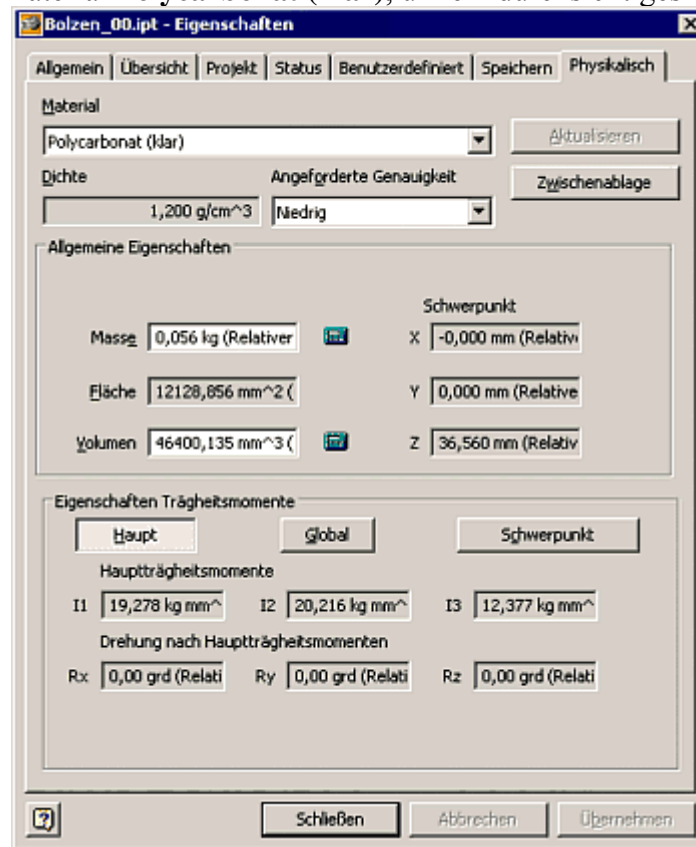 Bolzen_00.ipt - Eigenschaften
Allgemein Übersicht Projekt Status Benutzerdefiniert Speichern Physikalisch
Material
Polycarbonat (klar) Aktualisieren
Dichte Angeforderte Genauigkeit Zwischenablage
1,200 g/cm^3 Niedrig
Allgemeine Eigenschaften
Schwerpunkt
Masse 0,056 kg (Relativer X -0,000 mm (Relativ
Fläche 12128,856 mm^2 ( Y 0,000 mm (Relative
Volumen 46400,135 mm^3 ( Z 36,560 mm (Relativ
Eigenschaften Trägheitsmomente
Haupt Global Schwerpunkt
Hauptträgheitsmomente
I1 19,278 kg mm^ I2 20,216 kg mm^ I3 12,377 kg mm^
Drehung nach Hauptträgheitsmomenten
Rx 0,00 grd (Relati Ry 0,00 grd (Relati Rz 0,00 grd (Relati
? Schließen Abbrechen Übernehmen